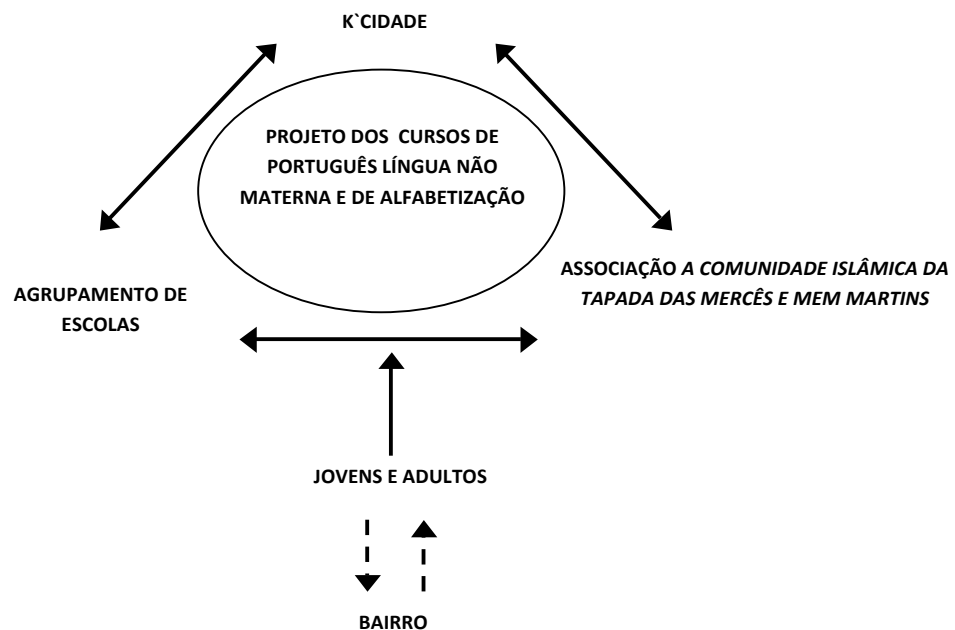 K`CIDADE
PROJETO DOS CURSOS DE
PORTUGUÊS LÍNGUA NÃO
MATERNA E DE ALFABETIZAÇÃO
ASSOCIAÇÃO A COMUNIDADE ISLÂMICA DA
TAPADA DAS MERCÊS E MEM MARTINS
AGRUPAMENTO DE
ESCOLAS
JOVENS E ADULTOS
BAIRRO